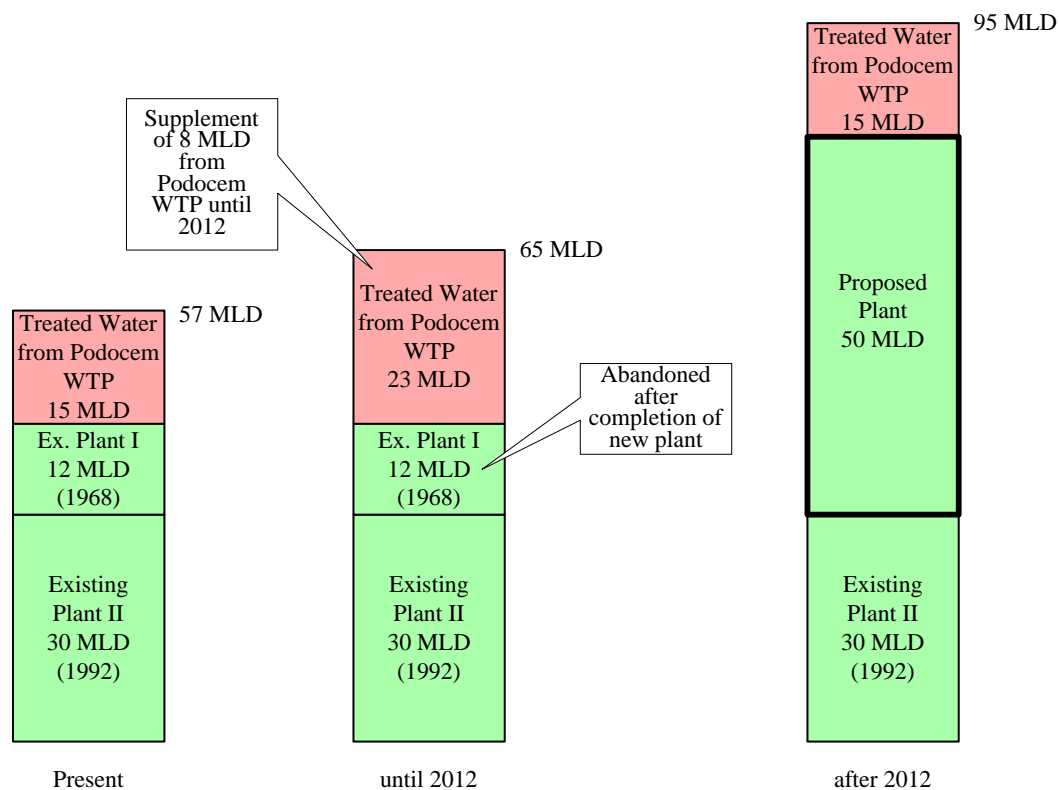 95 MLD
Treated Water
from Podocem
WTP
15 MLD
Supplement
of 8 MLD
from
Podocem
WTP until
2012
65 MLD
Proposed
Plant
50 MLD
57 MLD
Treated Water
from Podocem
WTP
15 MLD
Treated Water
from Podocem
WTP
23 MLD
Abandoned
after
completion of
new plant
Ex. Plant I
12 MLD
(1968)
Ex. Plant I
12 MLD
(1968)
Existing
Plant II
30 MLD
(1992)
Existing
Plant II
30 MLD
(1992)
Existing
Plant II
30 MLD
(1992)
Present
until 2012
after 2012